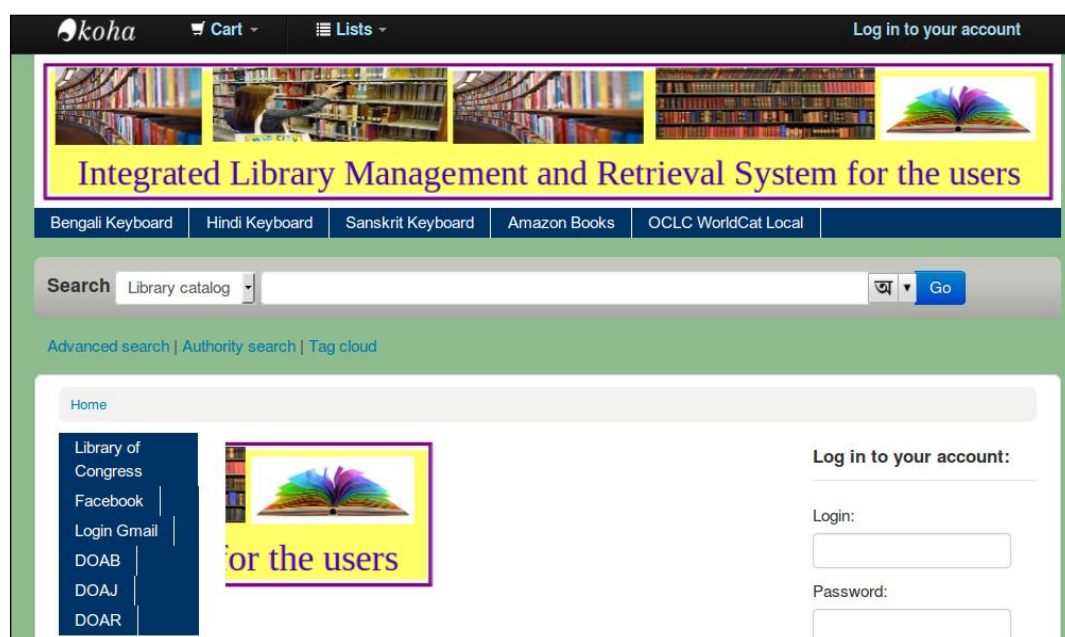 koha Cart Lists Log in to your account
Integrated Library Management and Retrieval System for the users
Bengali Keyboard Hindi Keyboard Sanskrit Keyboard Amazon Books OCLC WorldCat Local
Search Library catalog অ Go
Advanced search | Authority search | Tag cloud
Home
Library of
Congress
Facebook
Login Gmail
DOAB
DOAJ
DOAR
for the users
Log in to your account:
Login:
Password: